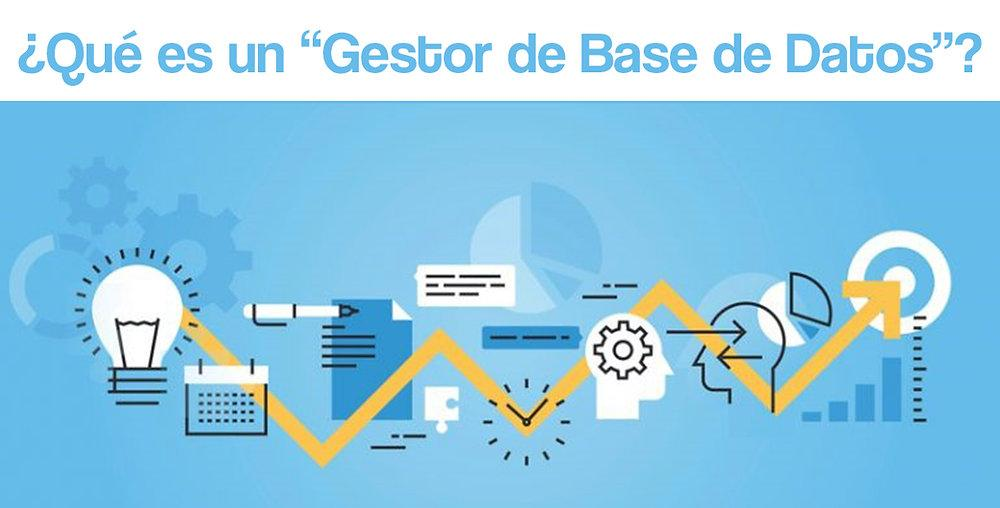 ¿Qué es un “Gestor de Base de Datos”?